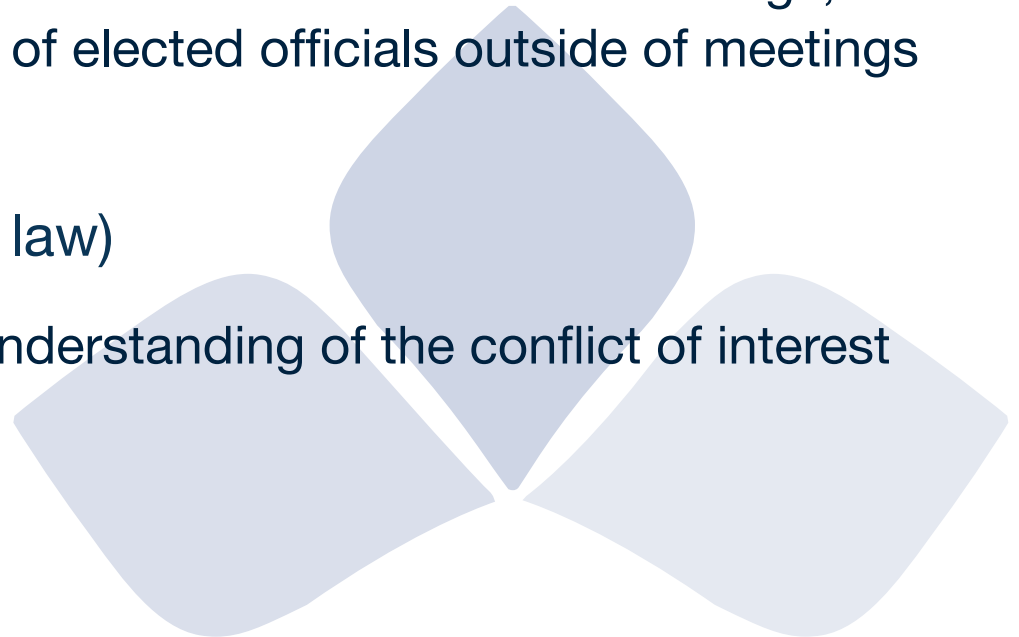 of elected officials outside of meetings
law)
nderstanding of the conflict of interest